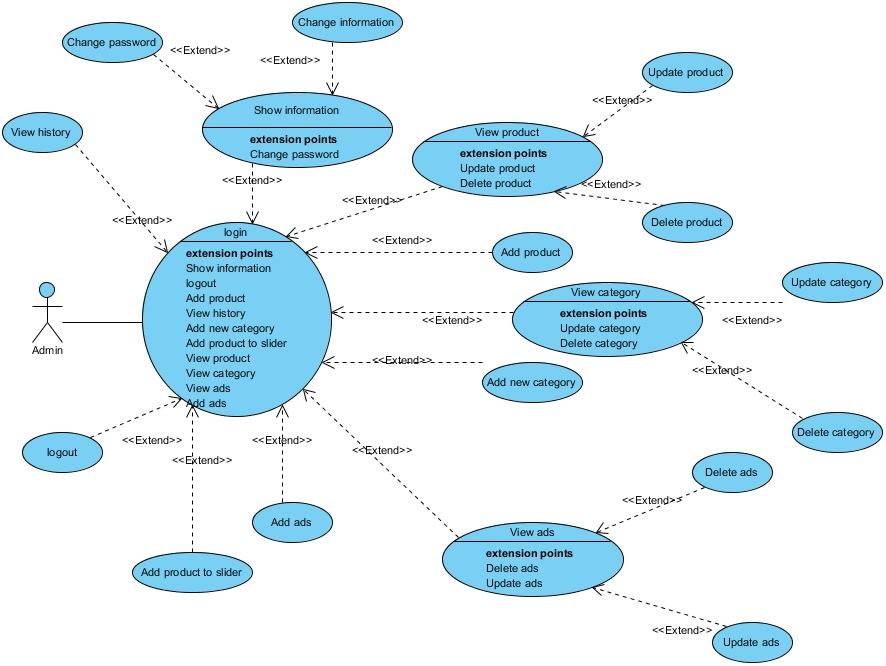 Change information
Change password
<<Extend>>
<<Extend>>
Show information
extension points
Change password
<<Extend>>
View history
<<Extend>>
Update product
<<Extend>>
View product
extension points
Update product
Delete product
<<Extend>>
Delete product
<<Extend>>
login
extension points
Show information
logout
Add product
View history
Add new category
Add product to slider
View product
View category
View ads
Add ads
Admin
<<Extend>>
Add product
Update category
<<Extend>>
View category
extension points
Update category
Delete category
<<Extend>>
<<Extend>>
Add new category
<<Extend>>
Delete category
logout
<<Extend>>
<<Extend>>
<<Extend>>
<<Extend>>
Add ads
Add product to slider
Delete ads
<<Extend>>
View ads
extension points
Delete ads
Update ads
<<Extend>>
Update ads